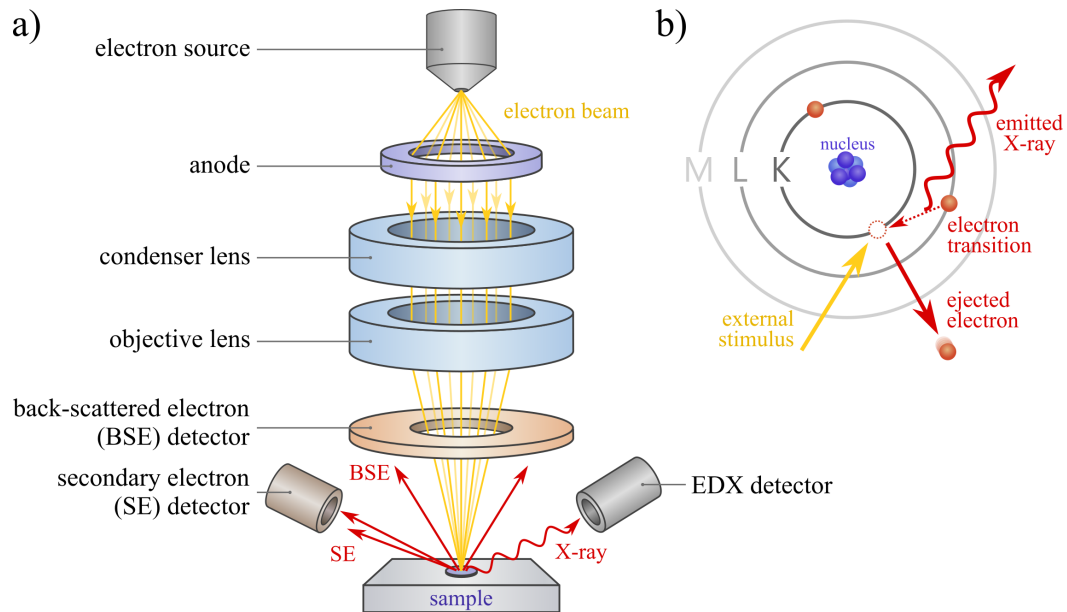 a)
electron source
electron beam
anode
condenser lens
objective lens
back-scattered electron
(BSE) detector
secondary electron
(SE) detector
BSE
SE
X-ray
EDX detector
sample
b)
emitted
X-ray
nucleus
M L K
electron
transition
ejected
electron
external
stimulus